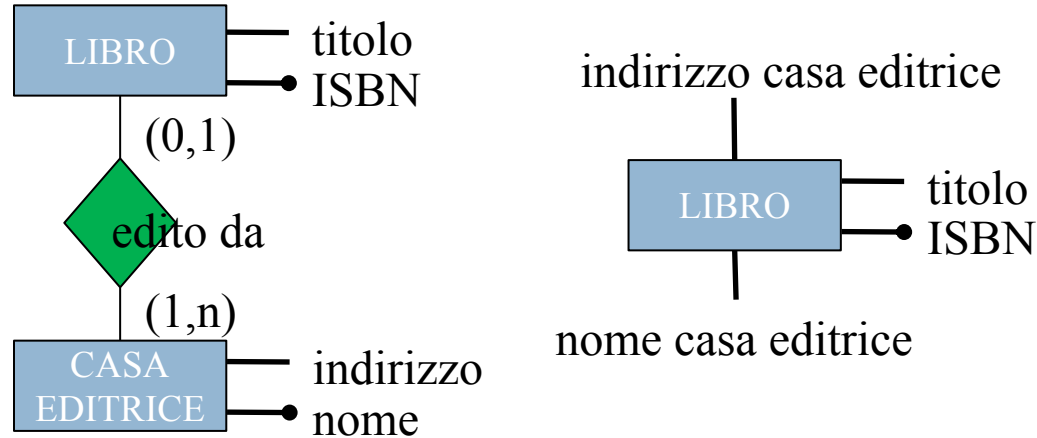 LIBRO
titolo
ISBN
(0,1)
edito da
(1,n)
CASA
EDITRICE
indirizzo
nome
indirizzo casa editrice
LIBRO
titolo
ISBN
nome casa editrice